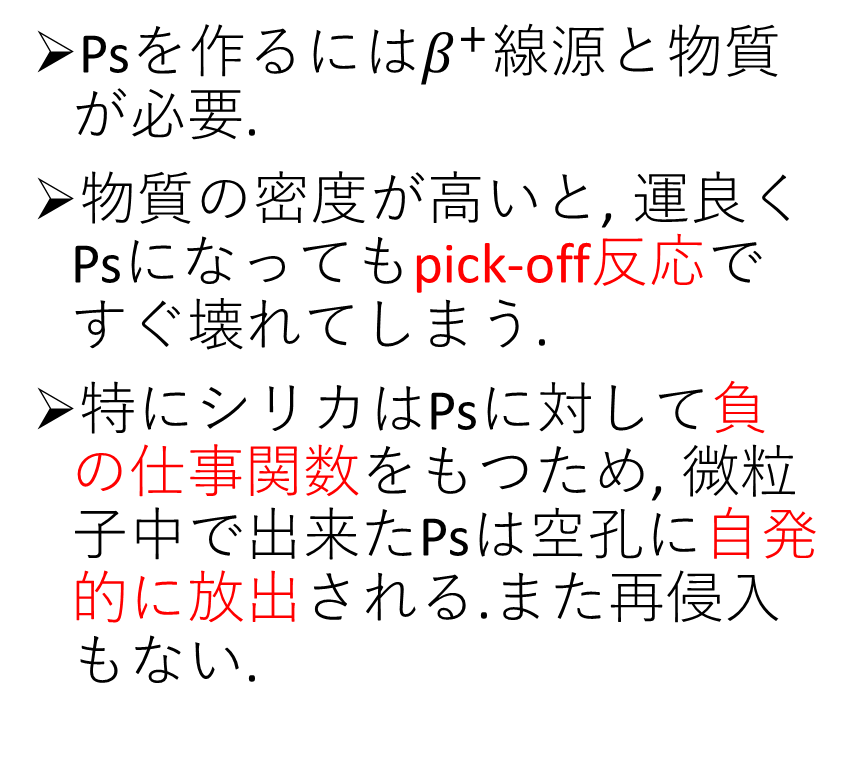 ➢Psを作るには𝛽⁺線源と物質
が必要.
➢物質の密度が高いと, 運良く
Psになってもpick-off反応で
すぐ壊れてしまう.
➢特にシリカはPsに対して負
の仕事関数をもつため, 微粒
子中で出来たPsは空孔に自発
的に放出される.また再侵入
もない.